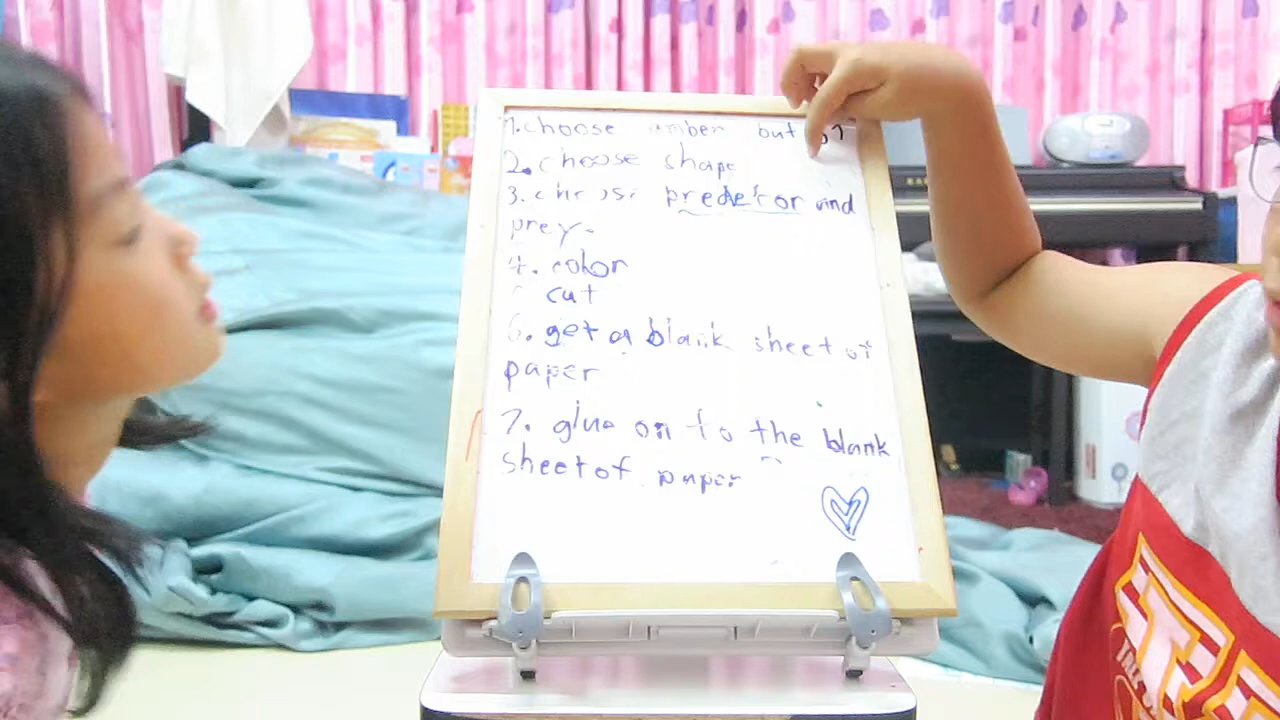 1. choose number but
2. choose shape
3. choose predetor and
prey.
4. color
cut
6. get a blank sheet of
paper
7. glue on to the blank
sheet of paper